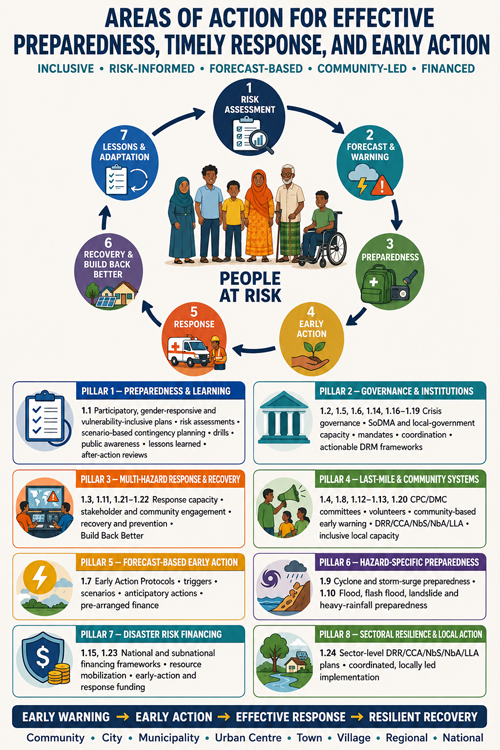 AREAS OF ACTION FOR EFFECTIVE
PREPAREDNESS, TIMELY RESPONSE, AND EARLY ACTION
INCLUSIVE • RISK-INFORMED • FORECAST-BASED • COMMUNITY-LED • FINANCED
1
RISK
ASSESSMENT
2
FORECAST &
WARNING
3
PREPAREDNESS
4
EARLY
ACTION
5
RESPONSE
6
RECOVERY &
BUILD BACK
BETTER
7
LESSONS &
ADAPTATION
PEOPLE
AT RISK
PILLAR 1 — PREPAREDNESS & LEARNING
1.1 Participatory, gender-responsive and
vulnerability-inclusive plans • risk assessments •
scenario-based contingency planning • drills •
public awareness • lessons learned •
after-action reviews
PILLAR 2 — GOVERNANCE & INSTITUTIONS
1.2, 1.5, 1.6, 1.14, 1.16–1.19 Crisis
governance • SoDMA and local-government
capacity • mandates • coordination •
actionable DRM frameworks
PILLAR 3 — MULTI-HAZARD RESPONSE & RECOVERY
1.3, 1.11, 1.21–1.22 Response capacity •
stakeholder and community engagement •
recovery and prevention •
Build Back Better
PILLAR 4 — LAST-MILE & COMMUNITY SYSTEMS
1.4, 1.8, 1.12–1.13, 1.20 CPC/DMC
committees • volunteers • community-based
early warning • DRR/CCA/NbS/NbA/LLA •
inclusive local capacity
PILLAR 5 — FORECAST-BASED EARLY ACTION
1.7 Early Action Protocols • triggers •
scenarios • anticipatory actions •
pre-arranged finance
PILLAR 6 — HAZARD-SPECIFIC PREPAREDNESS
1.9 Cyclone and storm-surge preparedness •
1.10 Flood, flash flood, landslide and
heavy-rainfall preparedness
PILLAR 7 — DISASTER RISK FINANCING
1.15, 1.23 National and subnational
financing frameworks • resource
mobilization • early-action and
response funding
PILLAR 8 — SECTORAL RESILIENCE & LOCAL ACTION
1.24 Sector-level DRR/CCA/NbS/NbA/LLA
plans • coordinated, locally led
implementation
EARLY WARNING → EARLY ACTION → EFFECTIVE RESPONSE → RESILIENT RECOVERY
Community • City • Municipality • Urban Centre • Town • Village • Regional • National